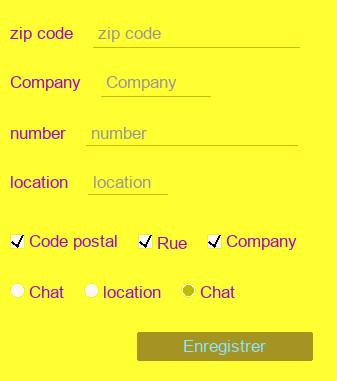 zip code zip code
Company Company
number number
location location
Code postal Rue Company
Chat location Chat
Enregistrer